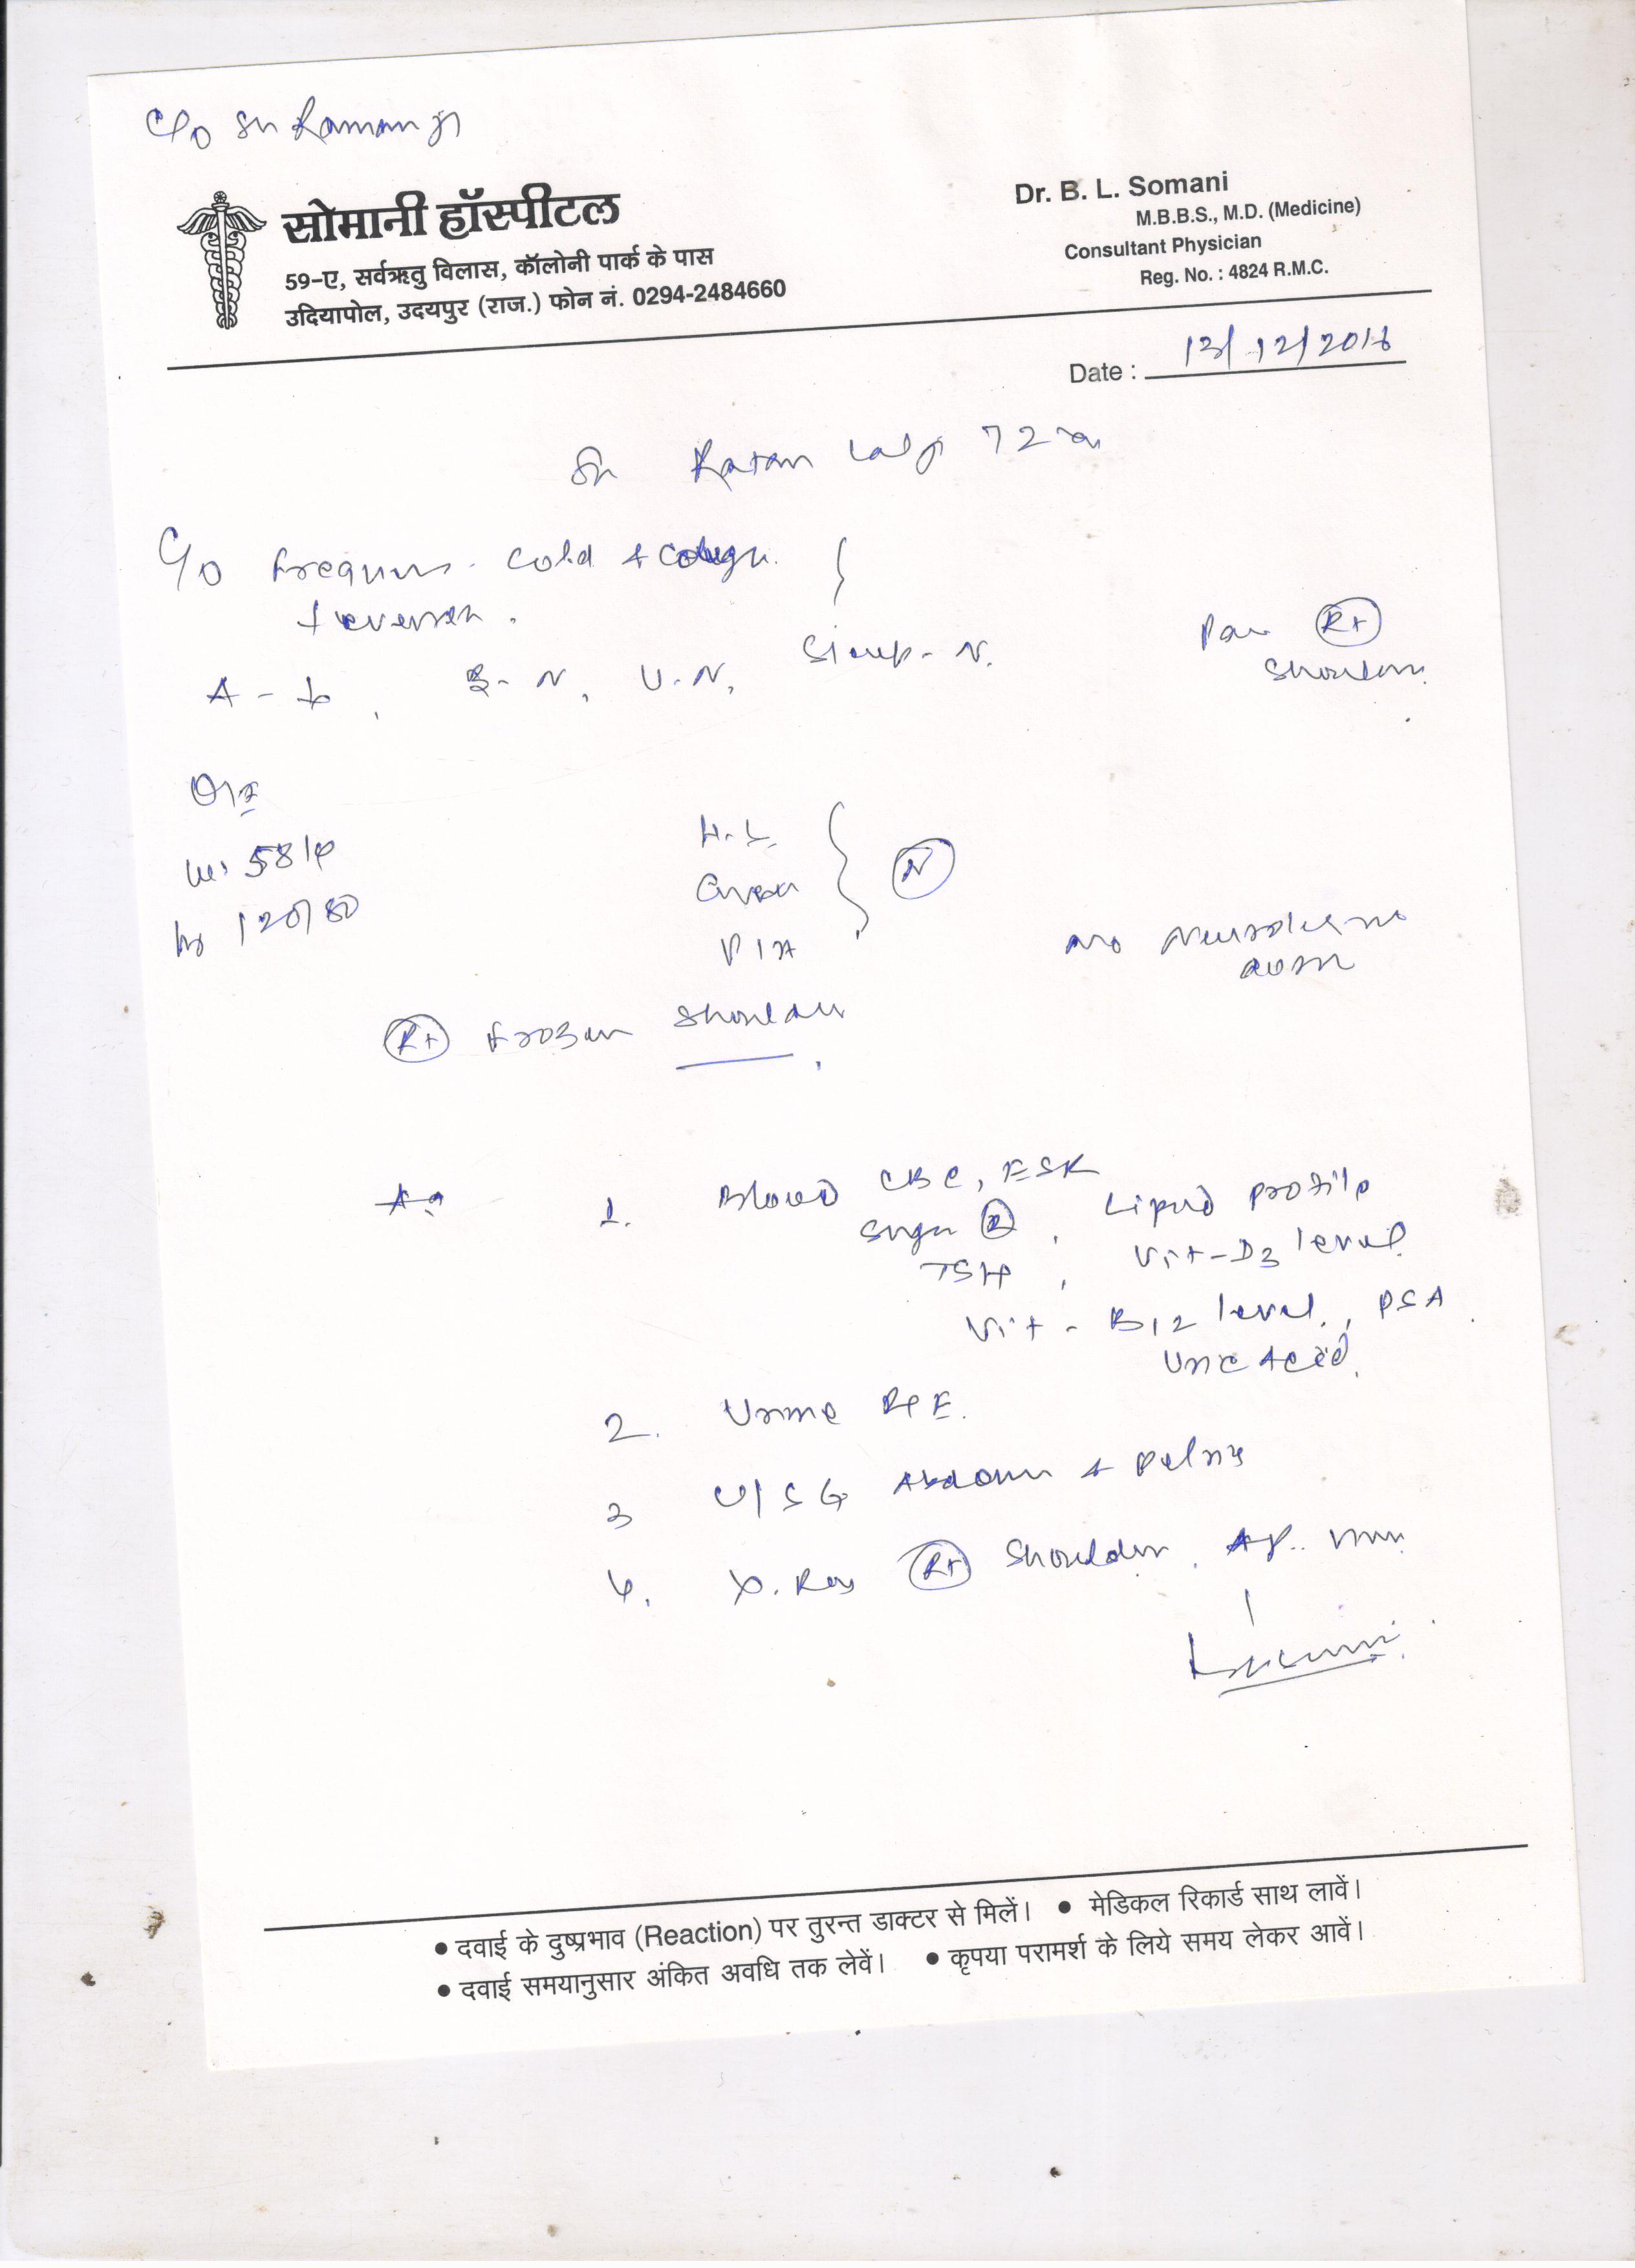 C/o Sh Raman Ji
सोमानी हॉस्पीटल
59-ए, सर्वऋतु विलास, कॉलोनी पार्क के पास
उदियापोल, उदयपुर (राज.) फोन नं. 0294-2484660
Dr. B. L. Somani
M.B.B.S., M.D. (Medicine)
Consultant Physician
Reg. No. : 4824 R.M.C.
Date : 13/12/2016
Sh Ratan Lal Ji 72
C/o Frequent cold & cough
Pain Rt
Shoulder
A - B- N, U.N, Sleep- N.
O/E
Wt 58 kg
H.L.
N
BP 120/80
P/A
No Neurological
Rt Frozen Shoulder
1. Blood CBC, ESR
Sugar R, Lipid profile
TSH, Vit-D3 level
Vit - B12 level, PSA
Uric Acid
2. Urine R/E.
3 U/SG Abdomen & Pelvis
4. X. Ray Rt Shoulder. AP. View
• दवाई के दुष्प्रभाव (Reaction) पर तुरन्त डाक्टर से मिलें। • मेडिकल रिकार्ड साथ लावें।
• दवाई समयानुसार अंकित अवधि तक लेवें। • कृपया परामर्श के लिये समय लेकर आवें।